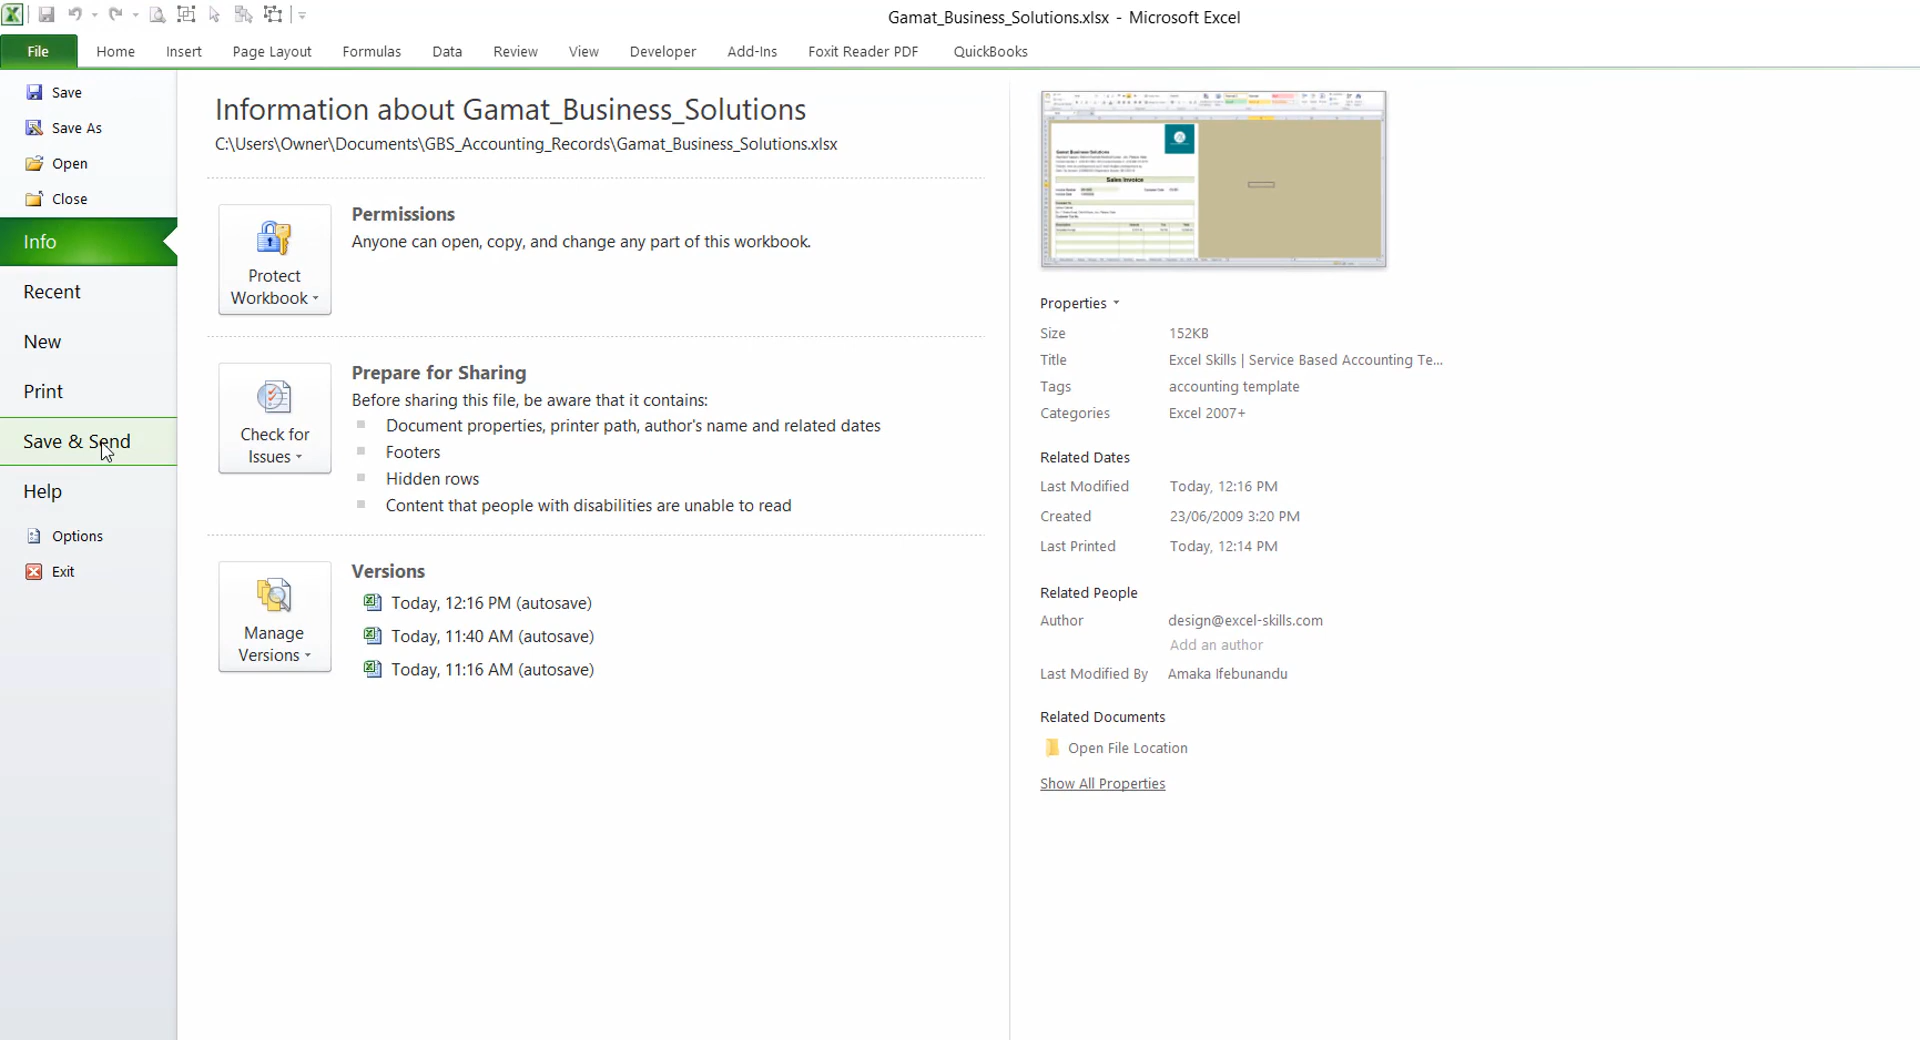 Gamat_Business_Solutions.xlsx - Microsoft Excel
File Home Insert Page Layout Formulas Data Review View Developer Add-Ins Foxit Reader PDF QuickBooks
Save
Save As
Open
Close
Info
Recent
New
Print
Save & Send
Help
Options
Exit
Information about Gamat_Business_Solutions
C:\Users\Owner\Documents\GBS_Accounting_Records\Gamat_Business_Solutions.xlsx
Protect
Workbook
Permissions
Anyone can open, copy, and change any part of this workbook.
Check for
Issues
Prepare for Sharing
Before sharing this file, be aware that it contains:
Document properties, printer path, author's name and related dates
Footers
Hidden rows
Content that people with disabilities are unable to read
Manage
Versions
Versions
Today, 12:16 PM (autosave)
Today, 11:40 AM (autosave)
Today, 11:16 AM (autosave)
Gamat Business Solutions
Sales Invoice
Properties
Size 152KB
Title Excel Skills | Service Based Accounting Te...
Tags accounting template
Categories Excel 2007+
Related Dates
Last Modified Today, 12:16 PM
Created 23/06/2009 3:20 PM
Last Printed Today, 12:14 PM
Related People
Author design@excel-skills.com
Add an author
Last Modified By Amaka Ifebunandu
Related Documents
Open File Location
Show All Properties